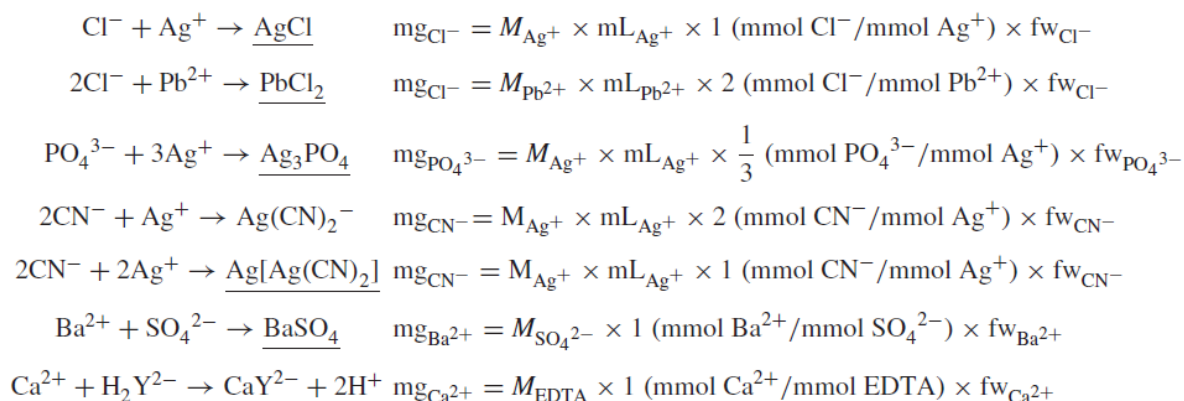 Cl⁻ + Ag⁺ → AgCl mg_Cl⁻ = M_Ag⁺ × mL_Ag⁺ × 1 (mmol Cl⁻/mmol Ag⁺) × fw_Cl⁻
2Cl⁻ + Pb²⁺ → PbCl₂ mg_Cl⁻ = M_Pb²⁺ × mL_Pb²⁺ × 2 (mmol Cl⁻/mmol Pb²⁺) × fw_Cl⁻
PO₄³⁻ + 3Ag⁺ → Ag₃PO₄ mg_PO₄³⁻ = M_Ag⁺ × mL_Ag⁺ × 1/3 (mmol PO₄³⁻/mmol Ag⁺) × fw_PO₄³⁻
2CN⁻ + Ag⁺ → Ag(CN)₂⁻ mg_CN⁻ = M_Ag⁺ × mL_Ag⁺ × 2 (mmol CN⁻/mmol Ag⁺) × fw_CN⁻
2CN⁻ + 2Ag⁺ → Ag[Ag(CN)₂] mg_CN⁻ = M_Ag⁺ × mL_Ag⁺ × 1 (mmol CN⁻/mmol Ag⁺) × fw_CN⁻
Ba²⁺ + SO₄²⁻ → BaSO₄ mg_Ba²⁺ = M_SO₄²⁻ × 1 (mmol Ba²⁺/mmol SO₄²⁻) × fw_Ba²⁺
Ca²⁺ + H₂Y²⁻ → CaY²⁻ + 2H⁺ mg_Ca²⁺ = M_EDTA × 1 (mmol Ca²⁺/mmol EDTA) × fw_Ca²⁺